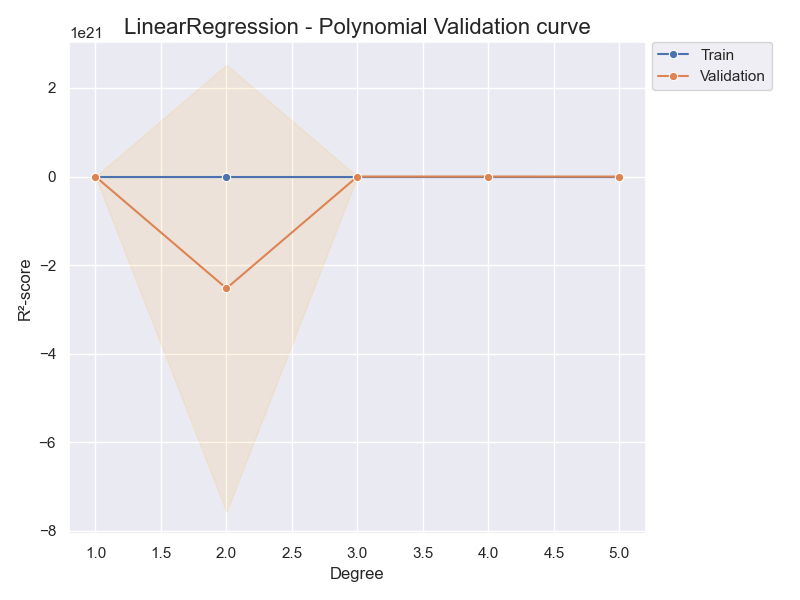 LinearRegression - Polynomial Validation curve
1e21
Train
Validation
2
0
−2
−4
−6
−8
R²-score
1.0 1.5 2.0 2.5 3.0 3.5 4.0 4.5 5.0
Degree